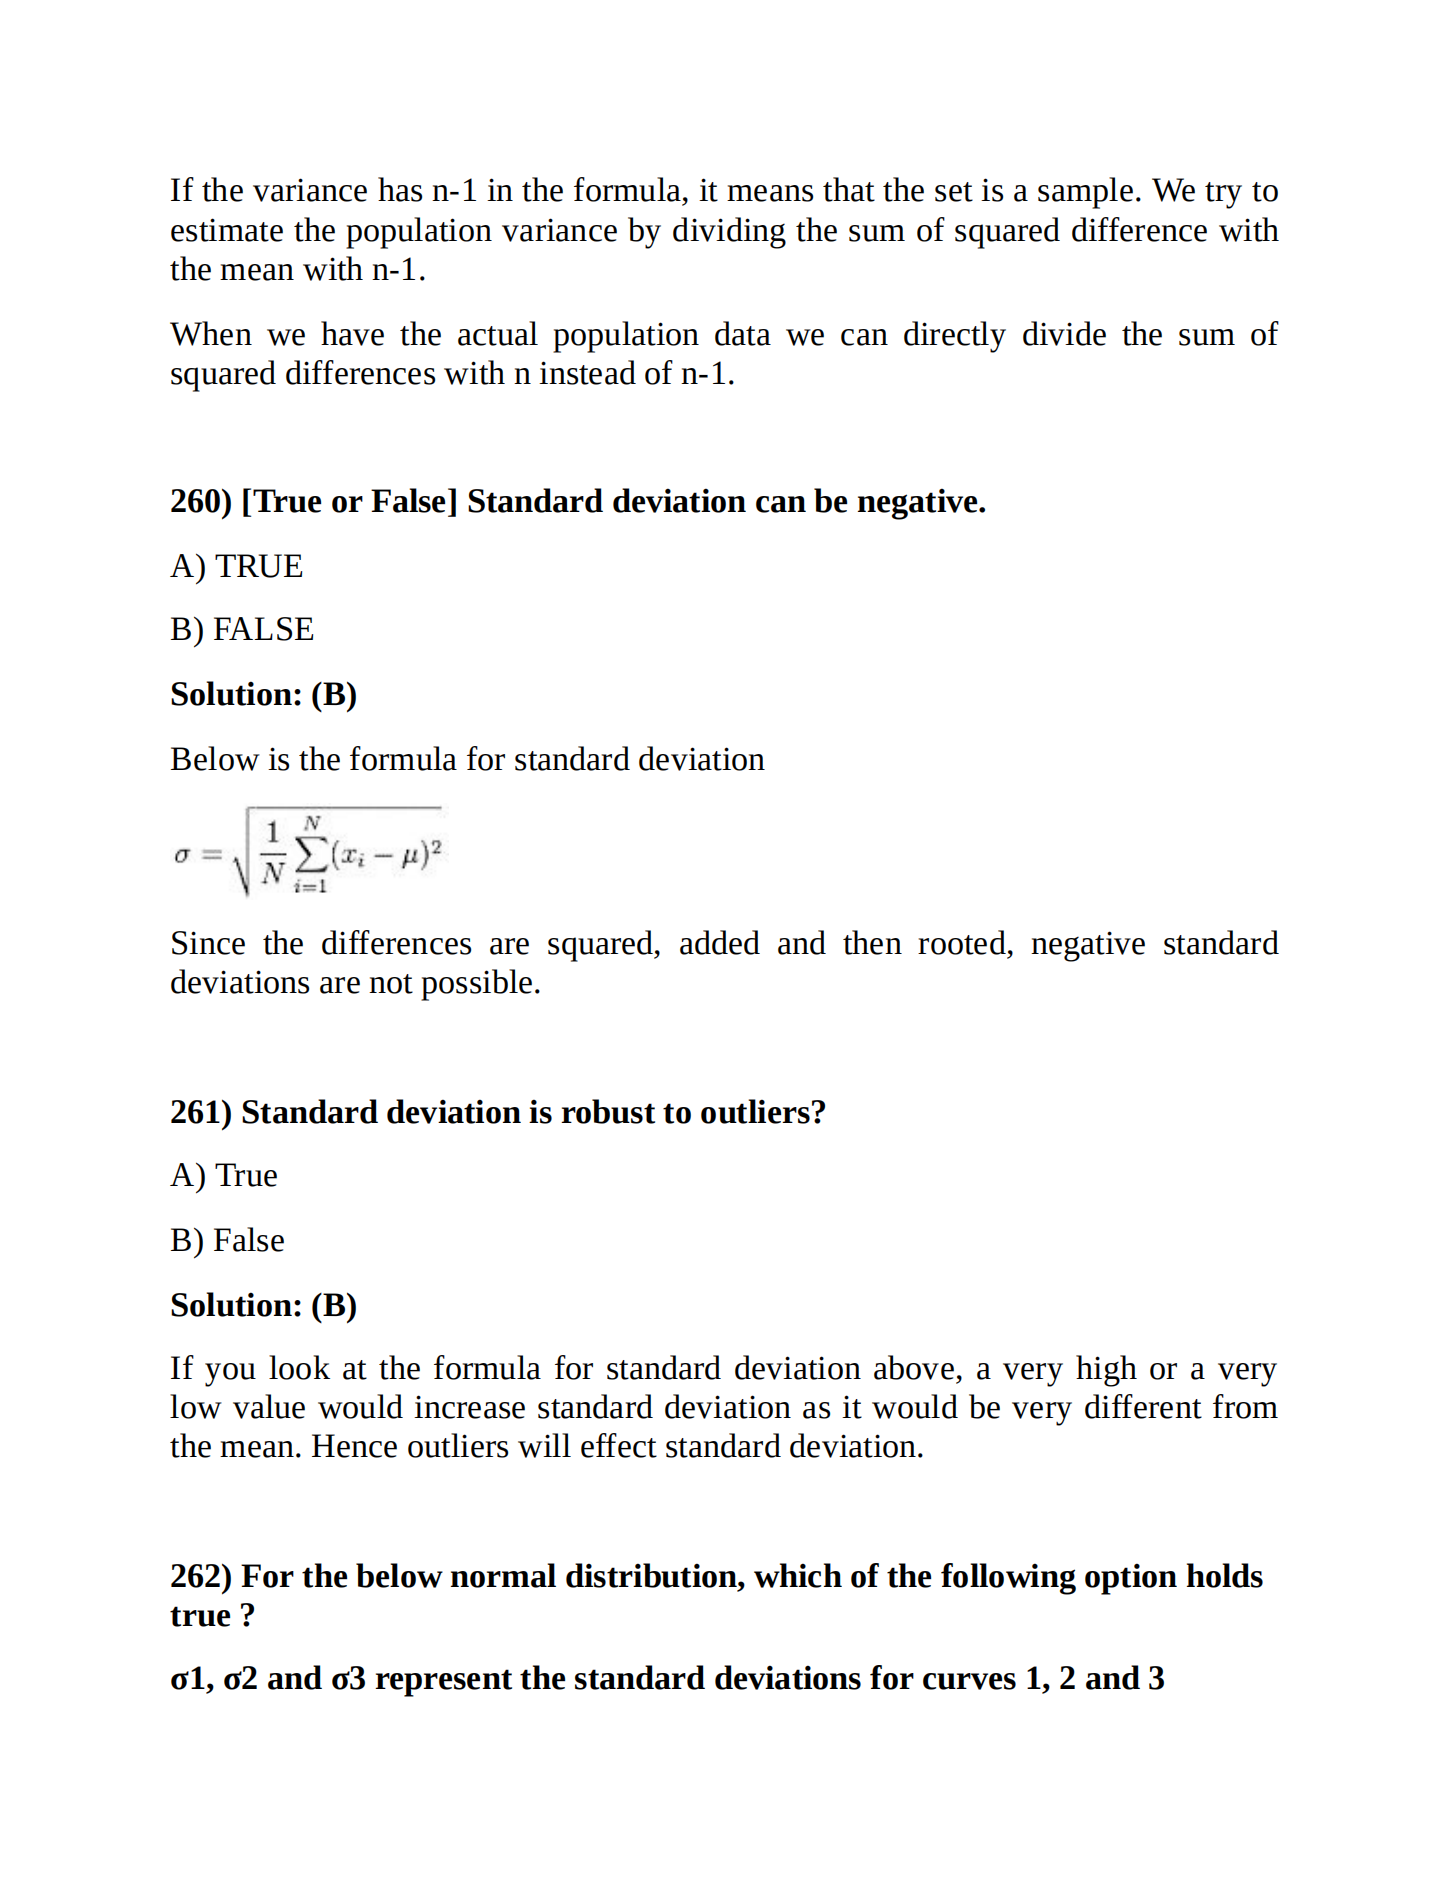 If the variance has n-1 in the formula, it means that the set is a sample. We try to
estimate the population variance by dividing the sum of squared difference with
the mean with n-1.
When we have the actual population data we can directly divide the sum of
squared differences with n instead of n-1.
260) [True or False] Standard deviation can be negative.
A) TRUE
B) FALSE
Solution: (B)
Below is the formula for standard deviation
σ = √(1/N ∑_{i=1}^{N} (x_i − μ)²)
Since the differences are squared, added and then rooted, negative standard
deviations are not possible.
261) Standard deviation is robust to outliers?
A) True
B) False
Solution: (B)
If you look at the formula for standard deviation above, a very high or a very
low value would increase standard deviation as it would be very different from
the mean. Hence outliers will effect standard deviation.
262) For the below normal distribution, which of the following option holds
true ?
σ1, σ2 and σ3 represent the standard deviations for curves 1, 2 and 3